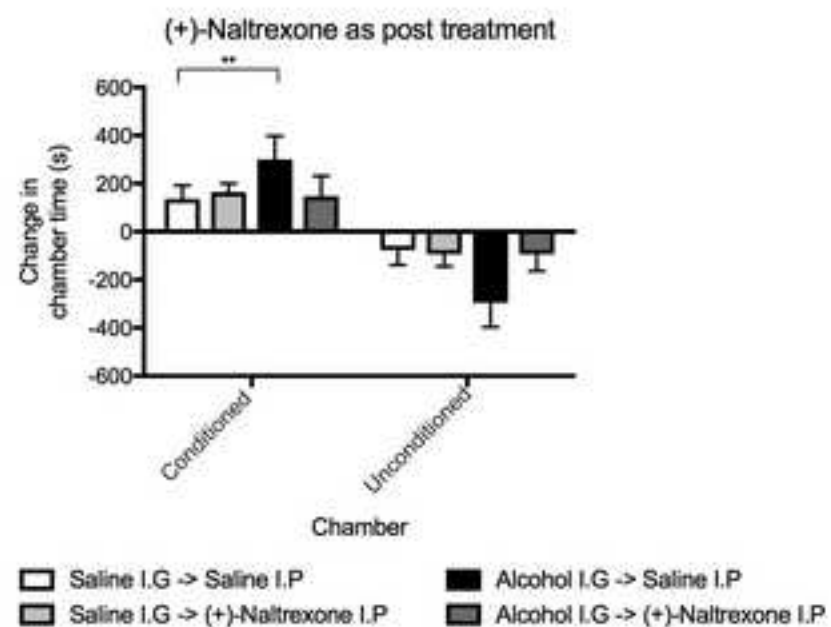 (+)-Naltrexone as post treatment
**
600
400
200
0
-200
-400
-600
Change in
chamber time (s)
Conditioned
Unconditioned
Chamber
Saline I.G -> Saline I.P
Alcohol I.G -> Saline I.P
Saline I.G -> (+)-Naltrexone I.P
Alcohol I.G -> (+)-Naltrexone I.P